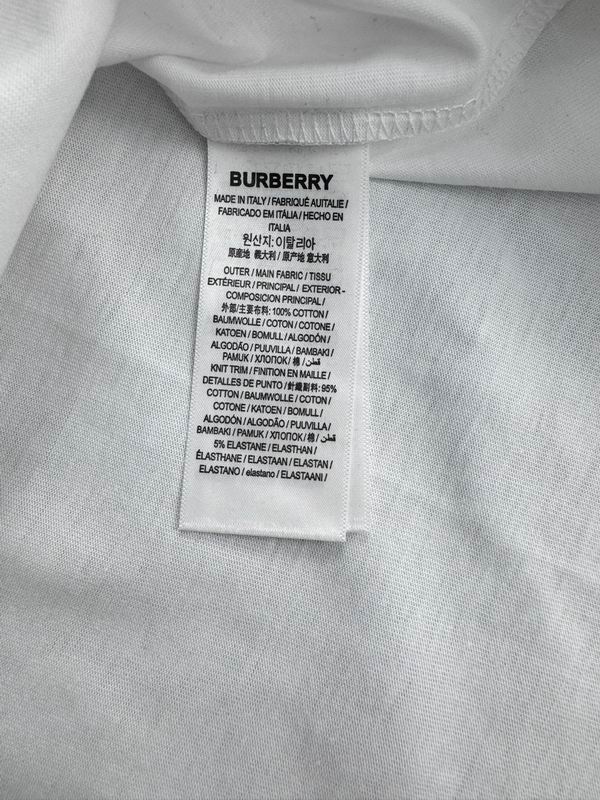 BURBERRY
MADE IN ITALY / FABRIQUÉ AUITALIE /
FABRICADO EM ITÁLIA / HECHO EN
ITALIA
원산지: 이탈리아
原産地 義大利 / 原产地 意大利
OUTER / MAIN FABRIC / TISSU
EXTÉRIEUR / PRINCIPAL / EXTERIOR -
COMPOSICION PRINCIPAL /
外部/主要布料: 100% COTTON /
BAUMWOLLE / COTON / COTONE /
KATOEN / BOMULL / ALGODÓN /
ALGODÃO / PUUVILLA / BAMBAKI /
PAMUK / ХЛОПОК / 棉 / قطن /
KNIT TRIM / FINITION EN MAILLE /
DETALLES DE PUNTO / 針織副料: 95%
COTTON / BAUMWOLLE / COTON /
COTONE / KATOEN / BOMULL /
ALGODÓN / ALGODÃO / PUUVILLA /
BAMBAKI / PAMUK / ХЛОПОК / 棉 / قطن
5% ELASTANE / ELASTHAN /
ÉLASTHANE / ELASTAAN / ELASTAN /
ELASTANO / elastano / ELASTAANI /